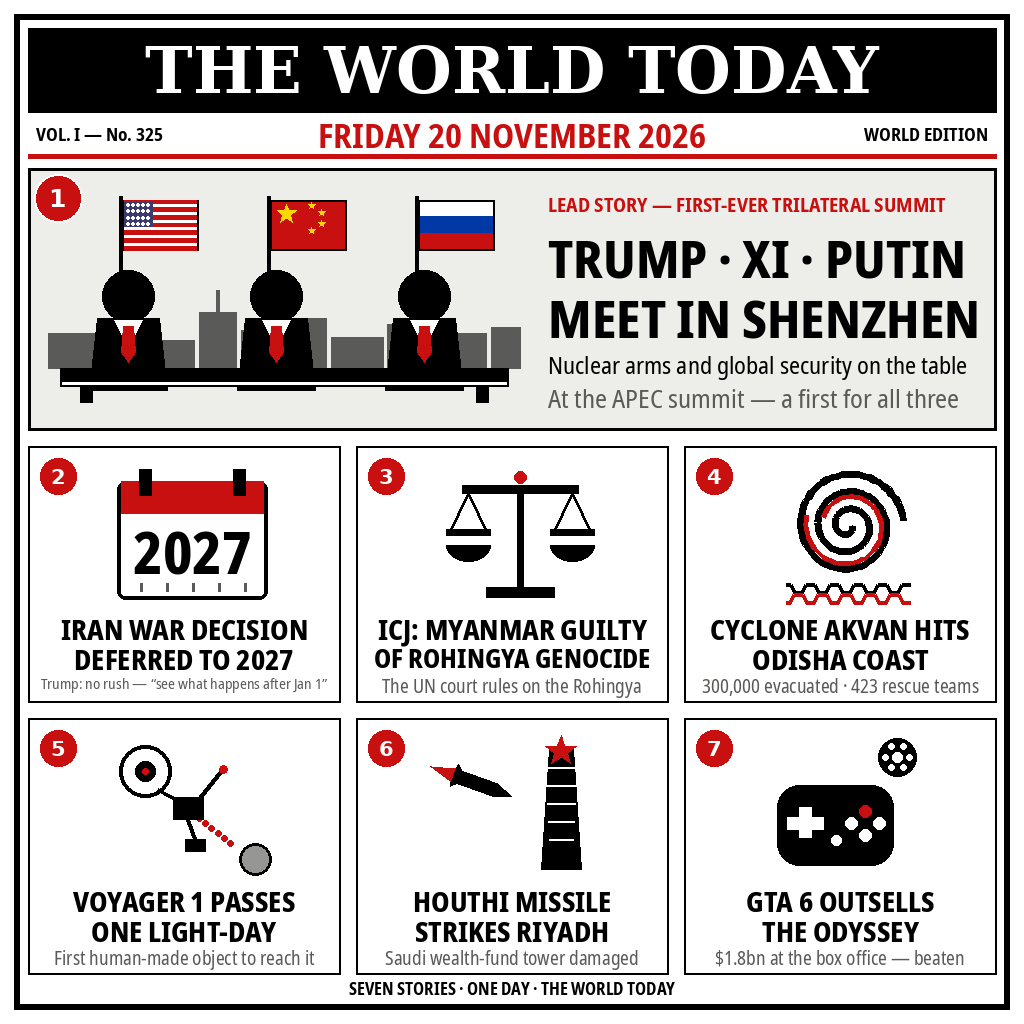 THE WORLD TODAY
VOL. I — No. 325
FRIDAY 20 NOVEMBER 2026
WORLD EDITION
1
LEAD STORY — FIRST-EVER TRILATERAL SUMMIT
TRUMP · XI · PUTIN
MEET IN SHENZHEN
Nuclear arms and global security on the table
At the APEC summit — a first for all three
2
2027
IRAN WAR DECISION
DEFERRED TO 2027
Trump: no rush — “see what happens after Jan 1”
3
ICJ: MYANMAR GUILTY
OF ROHINGYA GENOCIDE
The UN court rules on the Rohingya
4
CYCLONE AKVAN HITS
ODISHA COAST
300,000 evacuated · 423 rescue teams
5
VOYAGER 1 PASSES
ONE LIGHT-DAY
First human-made object to reach it
6
HOUTHI MISSILE
STRIKES RIYADH
Saudi wealth-fund tower damaged
7
GTA 6 OUTSELLS
THE ODYSSEY
$1.8bn at the box office — beaten
SEVEN STORIES · ONE DAY · THE WORLD TODAY